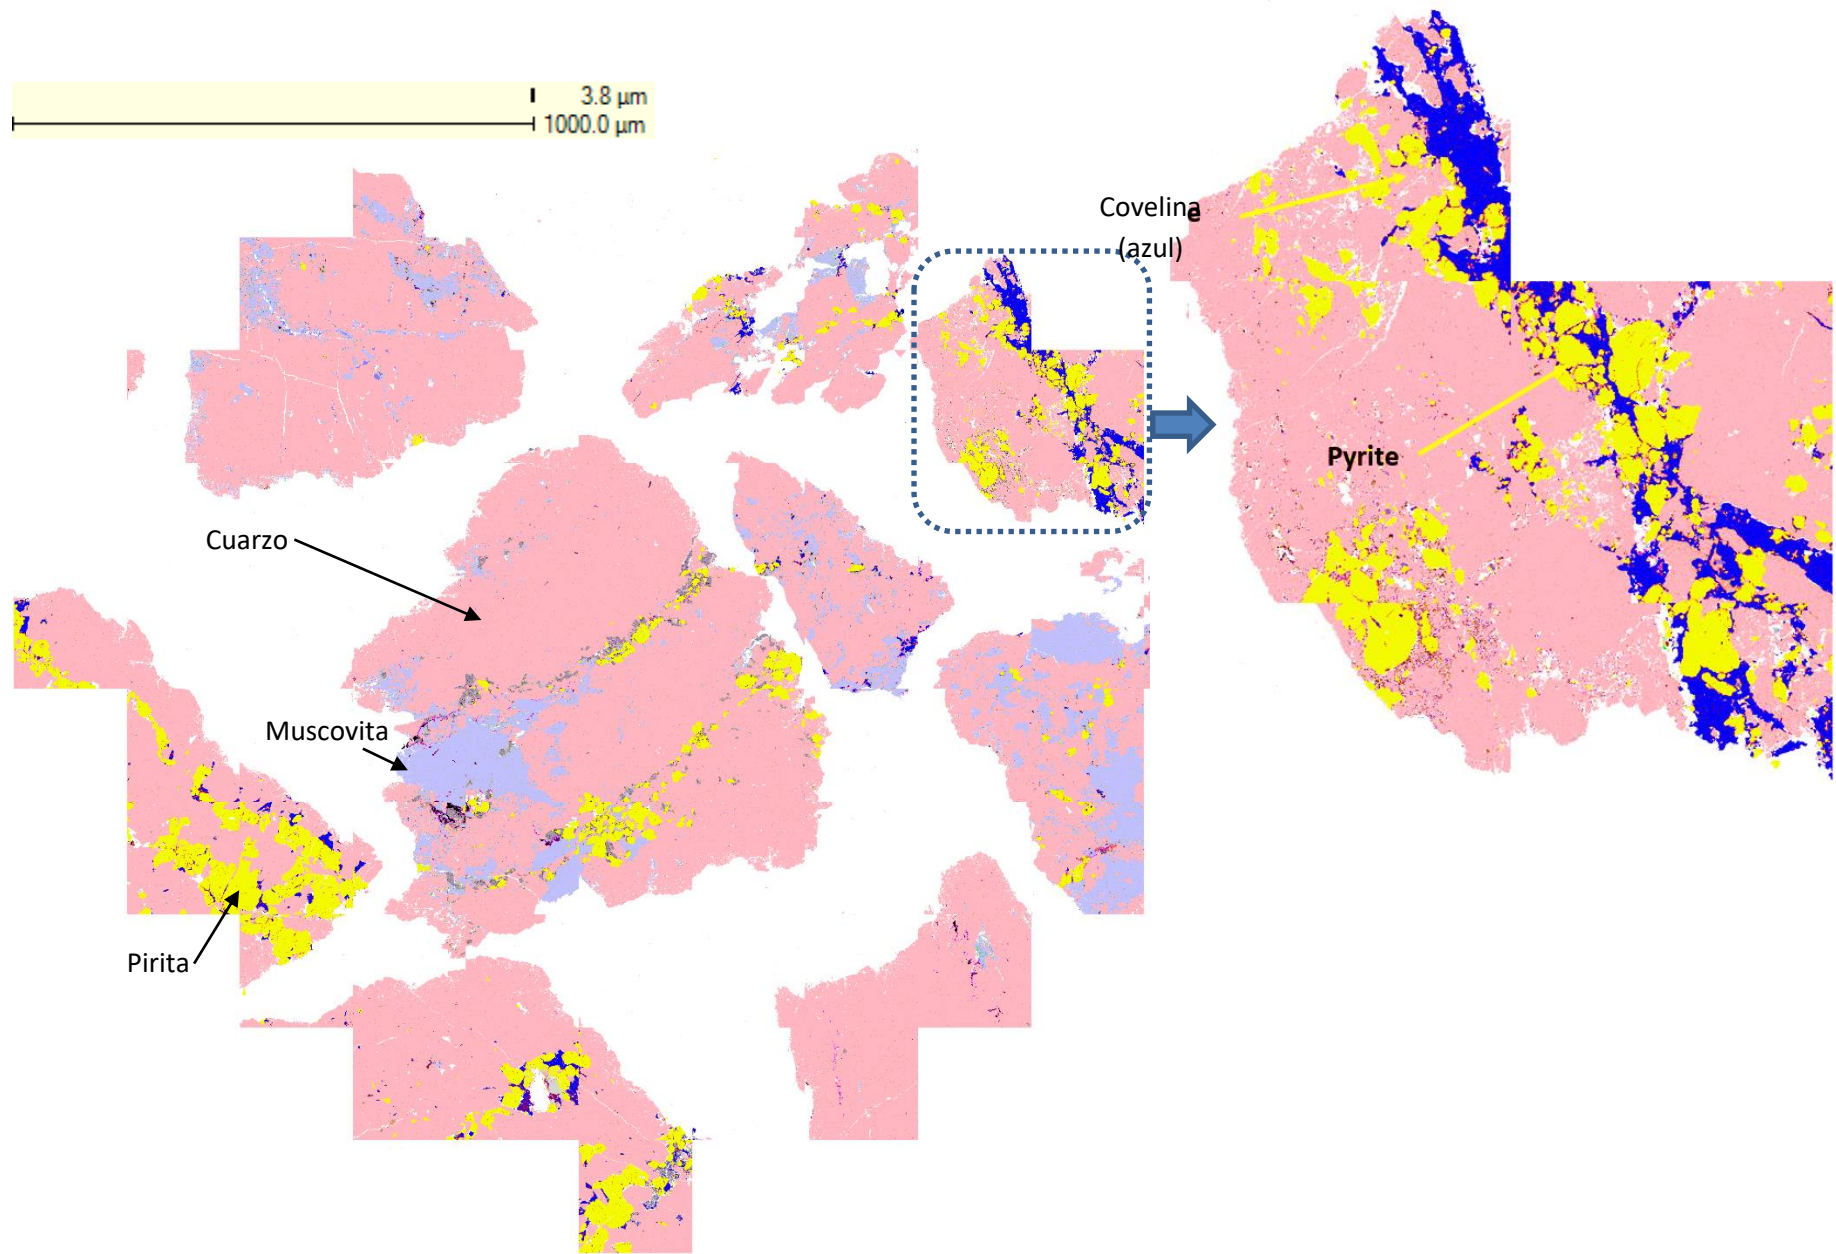 3.8 µm
1000.0 µm
Covelina
e
(azul)
Pyrite
Cuarzo
Muscovita
Pirita